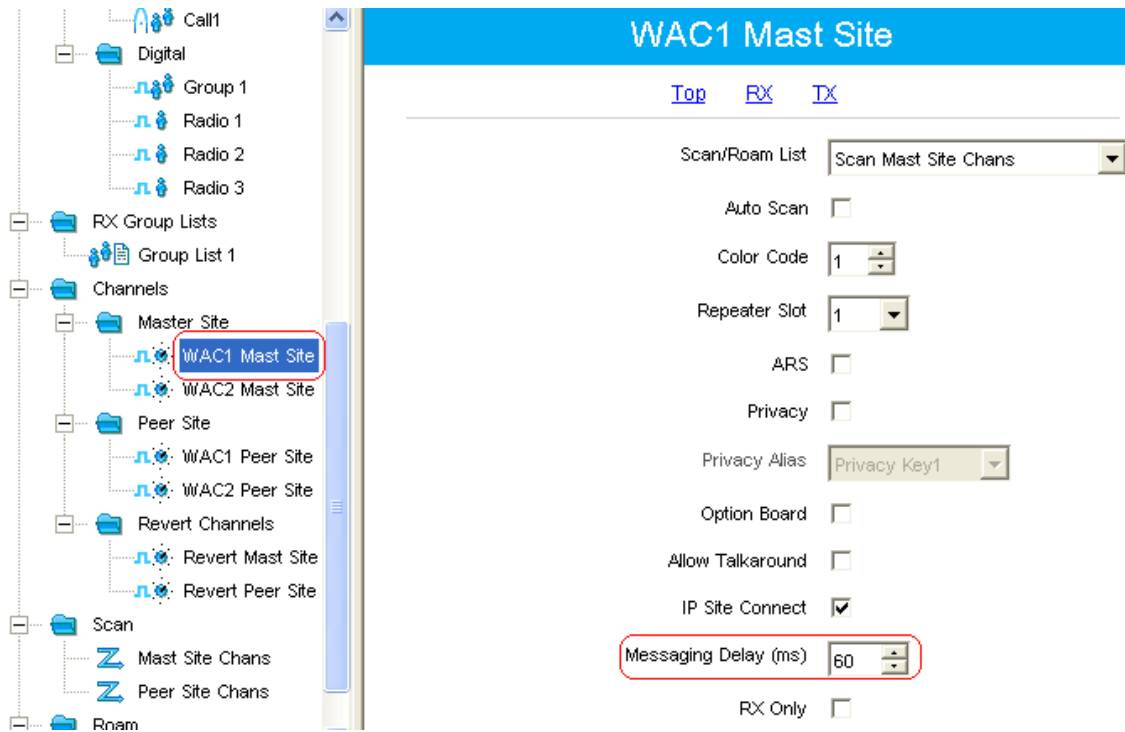 Call1
Digital
Group 1
Radio 1
Radio 2
Radio 3
RX Group Lists
Group List 1
Channels
Master Site
WAC1 Mast Site
WAC2 Mast Site
Peer Site
WAC1 Peer Site
WAC2 Peer Site
Revert Channels
Revert Mast Site
Revert Peer Site
Scan
Mast Site Chans
Peer Site Chans
Roam
WAC1 Mast Site
Top RX TX
Scan/Roam List Scan Mast Site Chans
Auto Scan
Color Code 1
Repeater Slot 1
ARS
Privacy
Privacy Alias Privacy Key1
Option Board
Allow Talkaround
IP Site Connect
Messaging Delay (ms) 60
RX Only